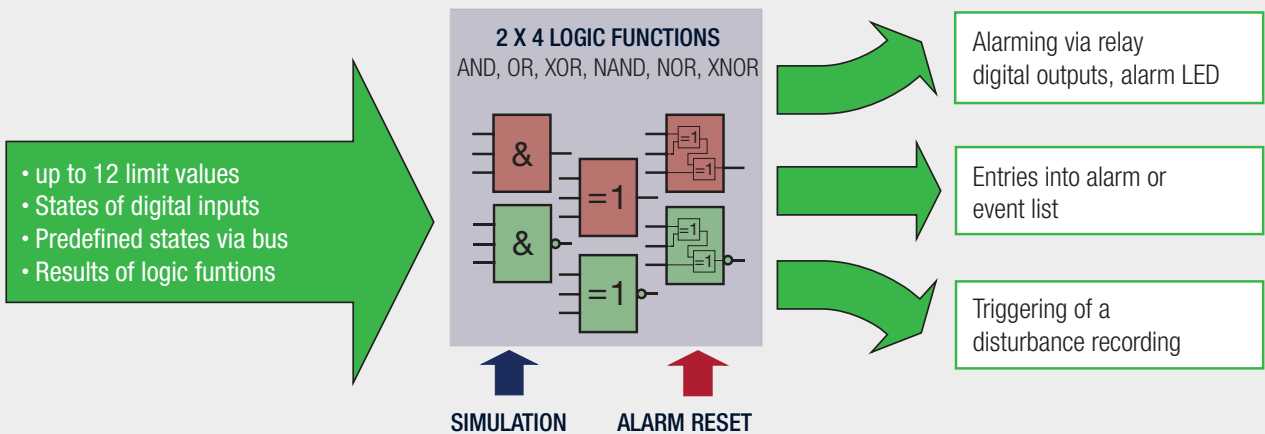 2 X 4 LOGIC FUNCTIONS
AND, OR, XOR, NAND, NOR, XNOR
• up to 12 limit values
• States of digital inputs
• Predefined states via bus
• Results of logic funtions
&
=1
=1
=1
&
=1
=1
=1
Alarming via relay
digital outputs, alarm LED
Entries into alarm or
event list
Triggering of a
disturbance recording
SIMULATION
ALARM RESET